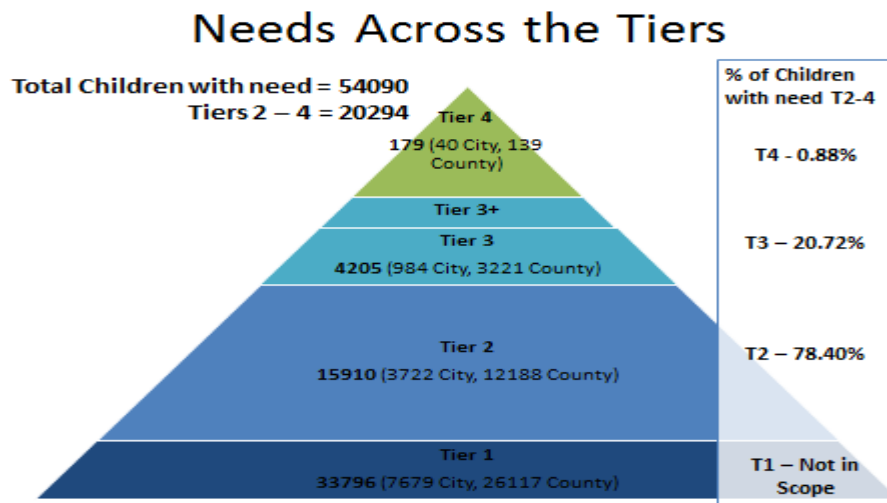 Needs Across the Tiers
Total Children with need = 54090
Tiers 2 – 4 = 20294
Tier 4
179 (40 City, 139
County)
Tier 3+
Tier 3
4205 (984 City, 3221 County)
Tier 2
15910 (3722 City, 12188 County)
Tier 1
33796 (7679 City, 26117 County)
% of Children
with need T2-4
T4 - 0.88%
T3 – 20.72%
T2 – 78.40%
T1 – Not in
Scope